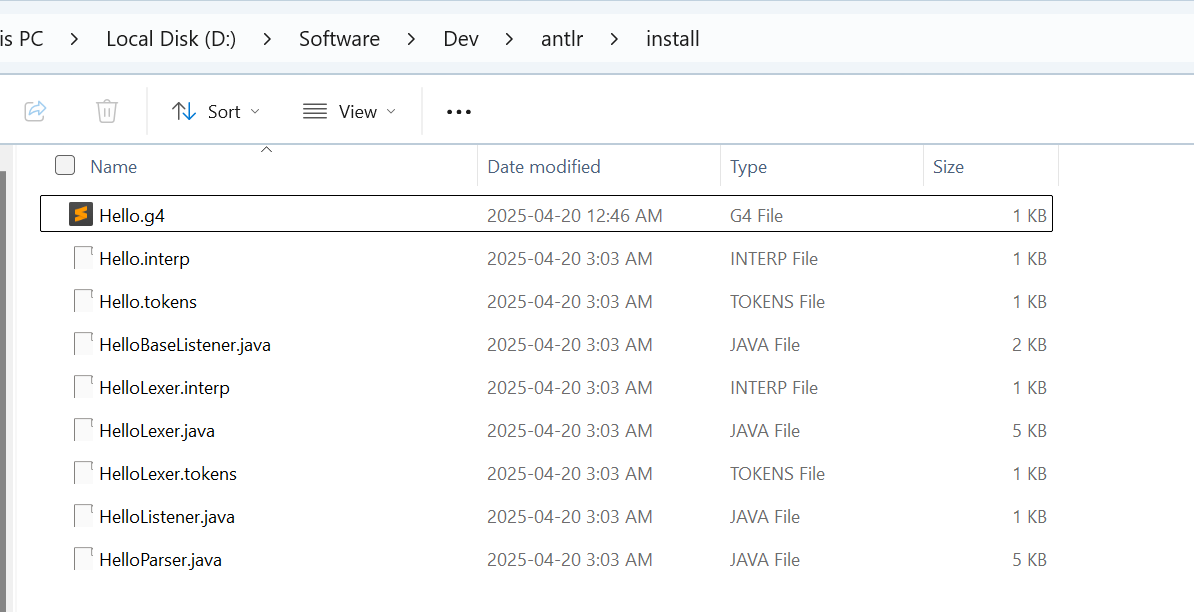 is PC > Local Disk (D:) > Software > Dev > antlr > install
Sort View
Name Date modified Type Size
Hello.g4 2025-04-20 12:46 AM G4 File 1 KB
Hello.interp 2025-04-20 3:03 AM INTERP File 1 KB
Hello.tokens 2025-04-20 3:03 AM TOKENS File 1 KB
HelloBaseListener.java 2025-04-20 3:03 AM JAVA File 2 KB
HelloLexer.interp 2025-04-20 3:03 AM INTERP File 1 KB
HelloLexer.java 2025-04-20 3:03 AM JAVA File 5 KB
HelloLexer.tokens 2025-04-20 3:03 AM TOKENS File 1 KB
HelloListener.java 2025-04-20 3:03 AM JAVA File 1 KB
HelloParser.java 2025-04-20 3:03 AM JAVA File 5 KB